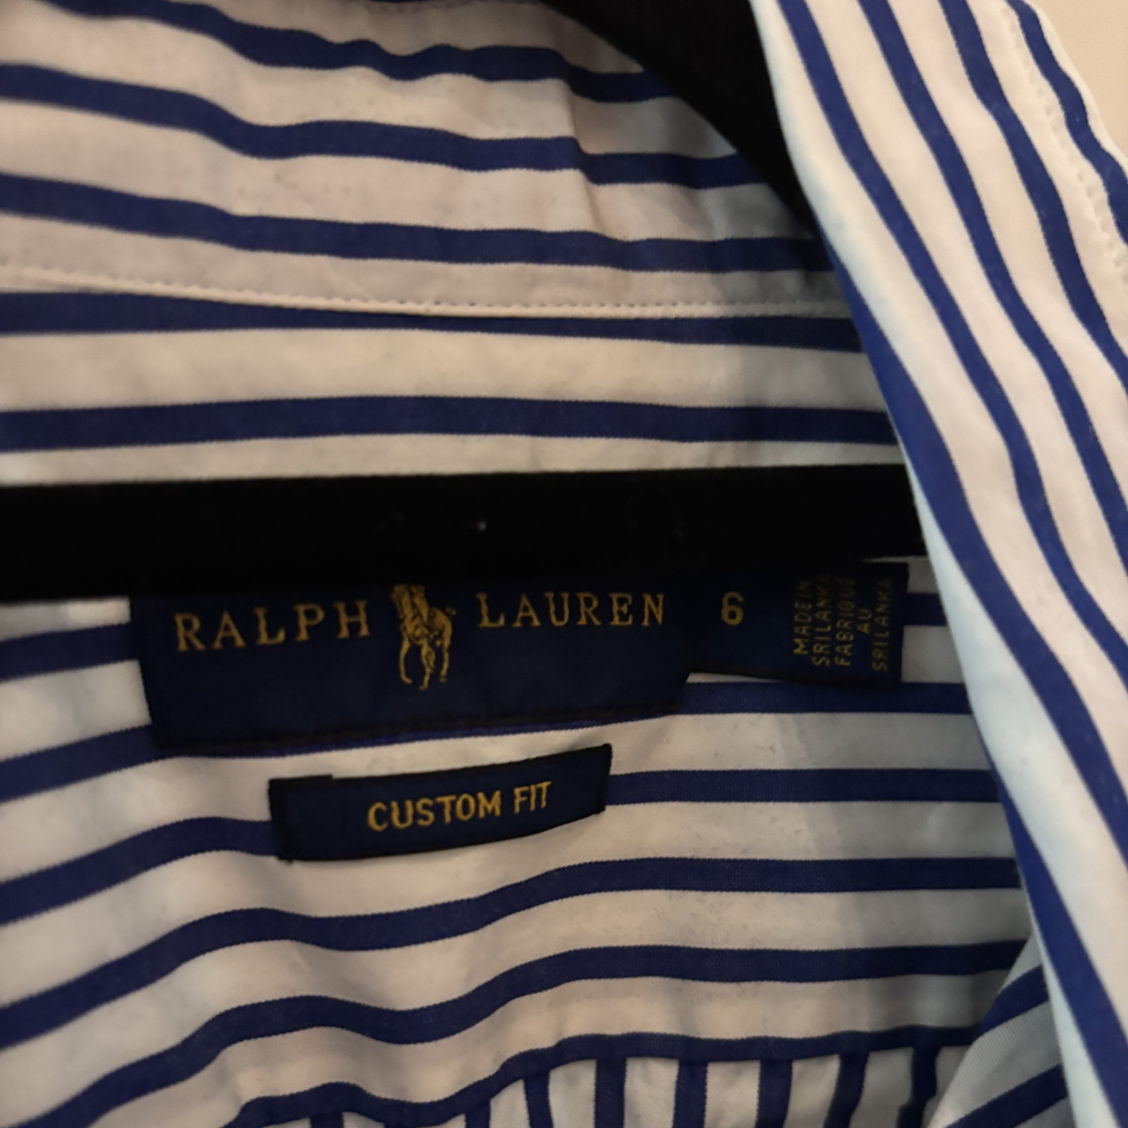 RALPH LAUREN
6
MADE IN
SRI LANKA
FABRIQUE
AU
SRI LANKA
CUSTOM FIT